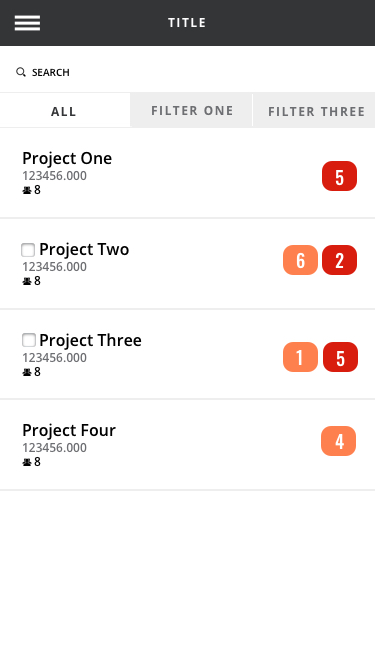 TITLE
SEARCH
ALL FILTER ONE FILTER THREE
Project One
123456.000
8
5
Project Two
123456.000
8
6 2
Project Three
123456.000
8
1 5
Project Four
123456.000
8
4